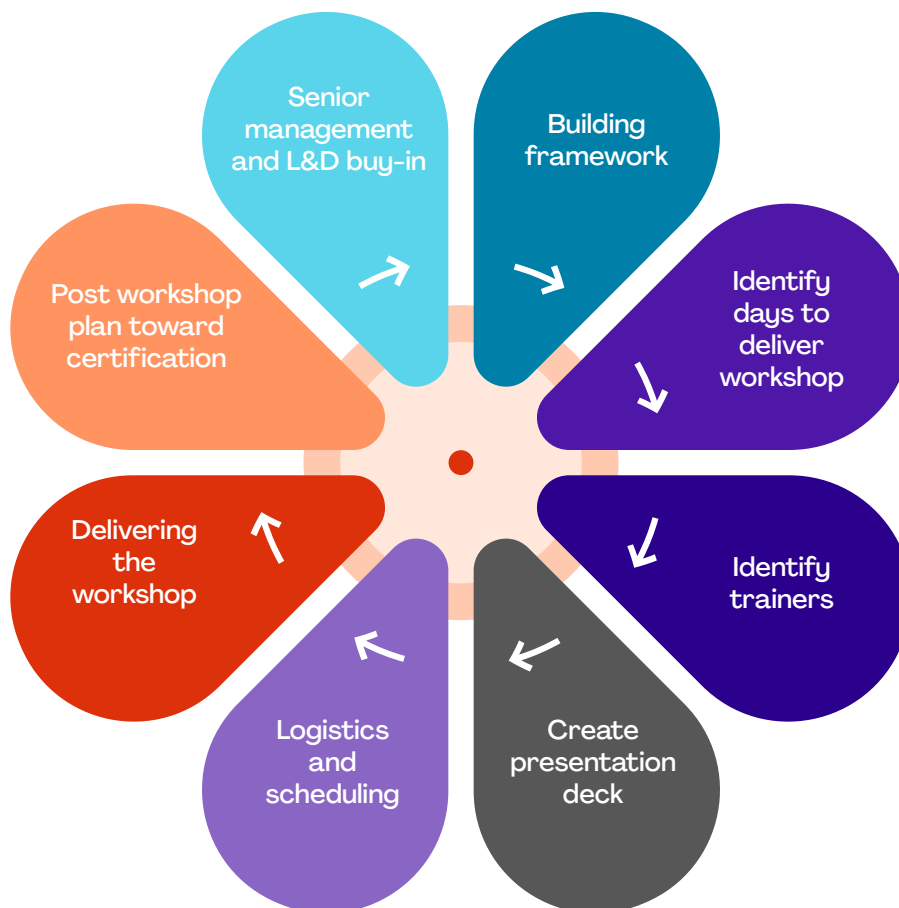 Senior
management
and L&D buy-in
Building
framework
Identify
days to
deliver
workshop
Identify
trainers
Create
presentation
deck
Logistics
and
scheduling
Delivering
the
workshop
Post workshop
plan toward
certification